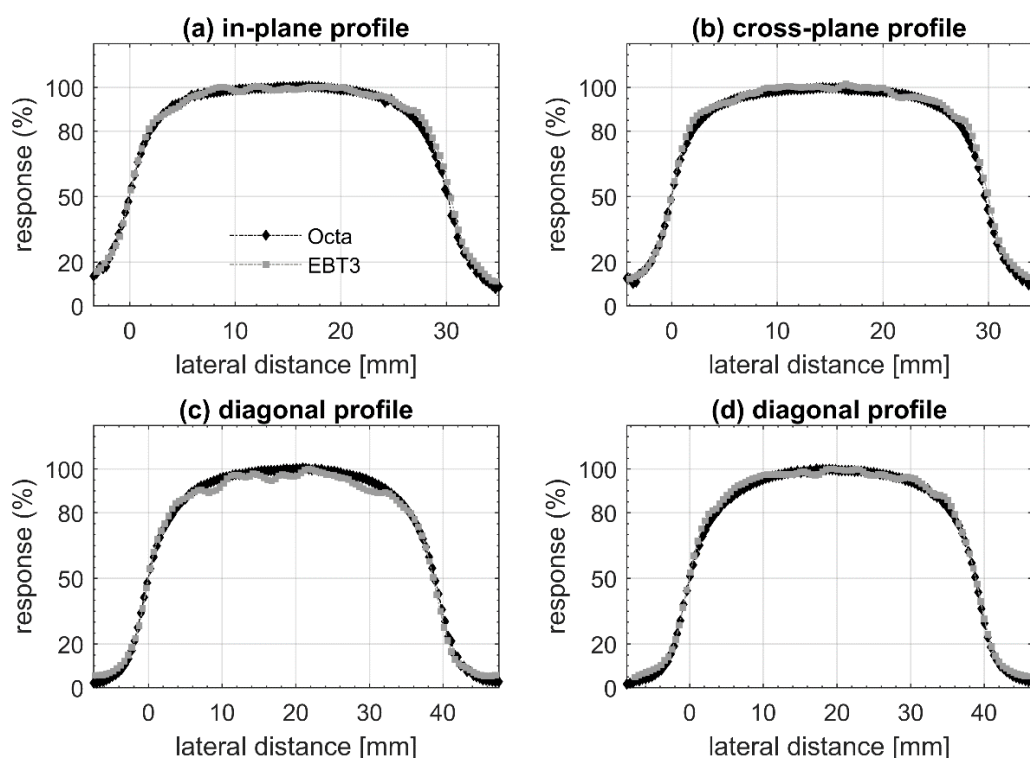 (a) in-plane profile
response (%)
100
80
50
20
0
Octa
EBT3
0 10 20 30
lateral distance [mm]
(b) cross-plane profile
response (%)
100
80
50
20
0
0 10 20 30
lateral distance [mm]
(c) diagonal profile
response (%)
100
80
50
20
0
0 10 20 30 40
lateral distance [mm]
(d) diagonal profile
response (%)
100
80
50
20
0
0 10 20 30 40
lateral distance [mm]